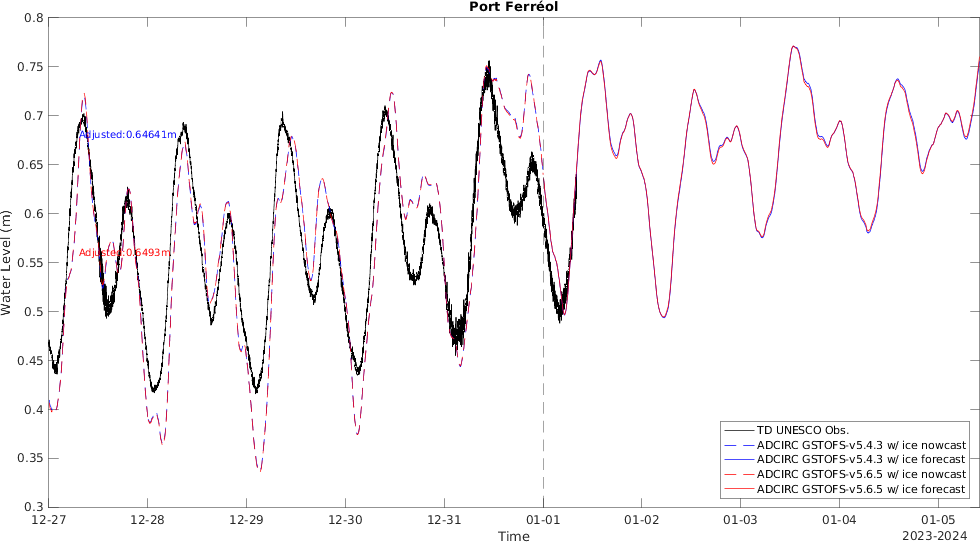 Port Ferréol
0.8
0.75
0.7
0.65
0.6
0.55
0.5
0.45
0.4
0.35
0.3
Water Level (m)
Adjusted:0.64641m
Adjusted:0.6493m
TD UNESCO Obs.
ADCIRC GSTOFS-v5.4.3 w/ ice nowcast
ADCIRC GSTOFS-v5.4.3 w/ ice forecast
ADCIRC GSTOFS-v5.6.5 w/ ice nowcast
ADCIRC GSTOFS-v5.6.5 w/ ice forecast
12-27 12-28 12-29 12-30 12-31 01-01 01-02 01-03 01-04 01-05
Time
2023-2024